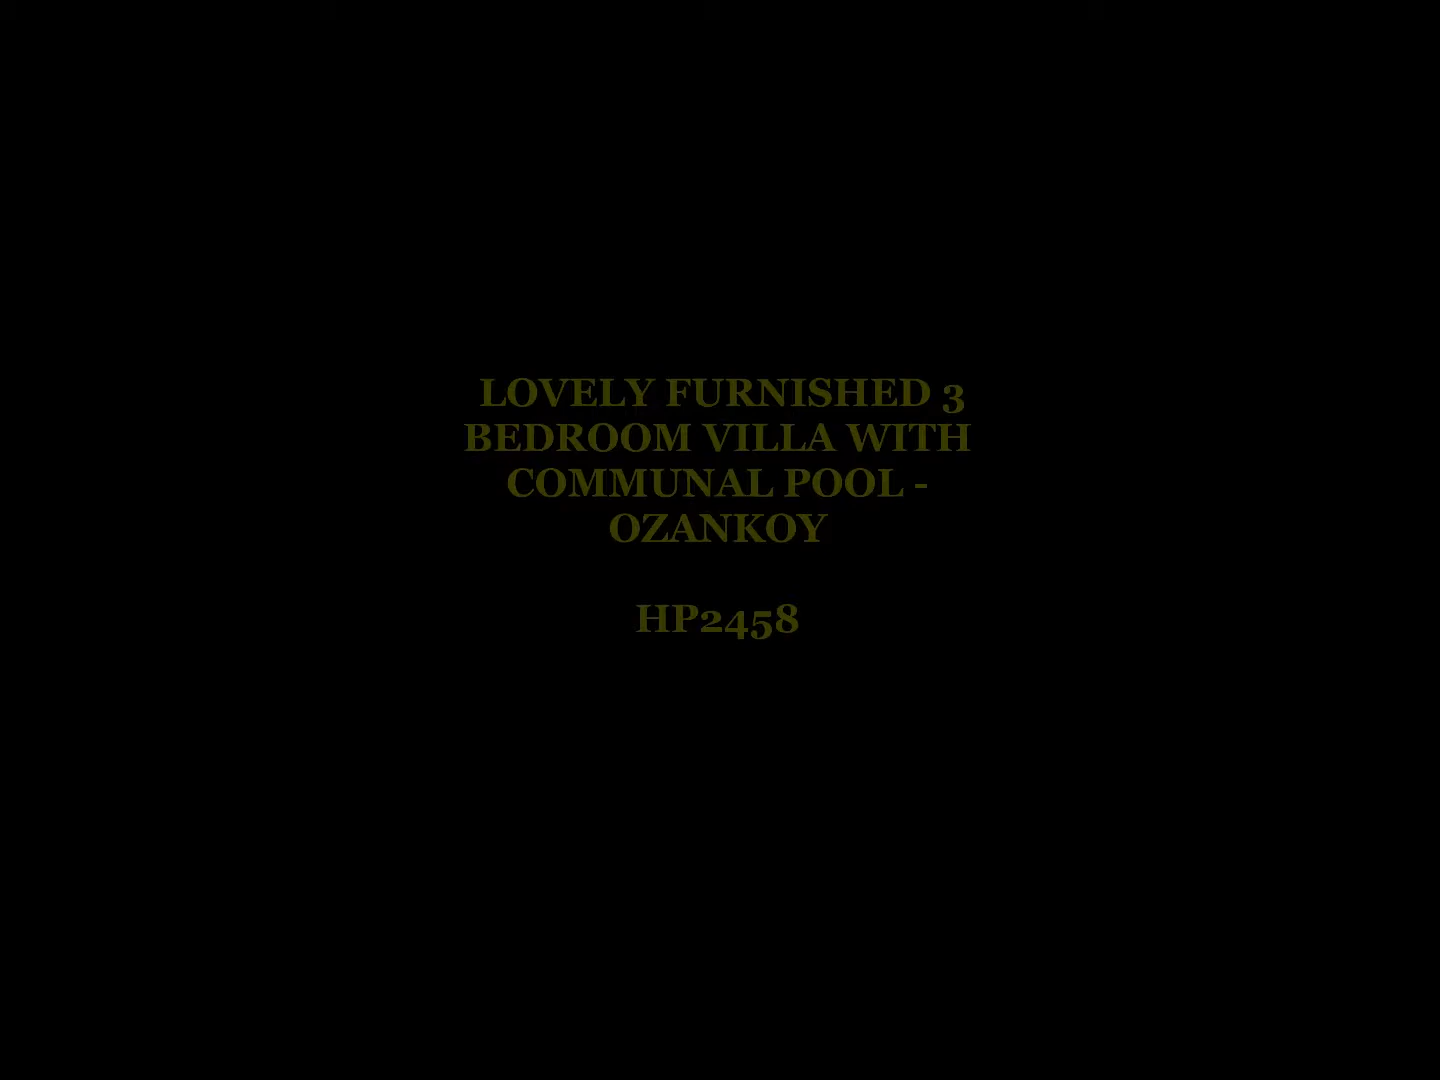 LOVELY FURNISHED 3
BEDROOM VILLA WITH
COMMUNAL POOL -
OZANKOY
HP2458